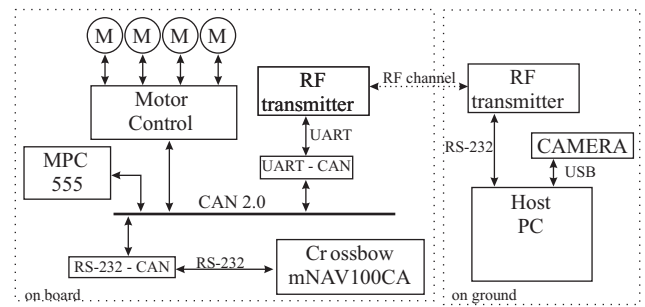 M M M M
Motor
Control
RF
transmitter
RF channel
RF
transmitter
UART
RS-232
CAMERA
MPC
555
UART - CAN
USB
CAN 2.0
Host
PC
RS-232 - CAN
RS-232
Crossbow
mNAV100CA
on board
on ground